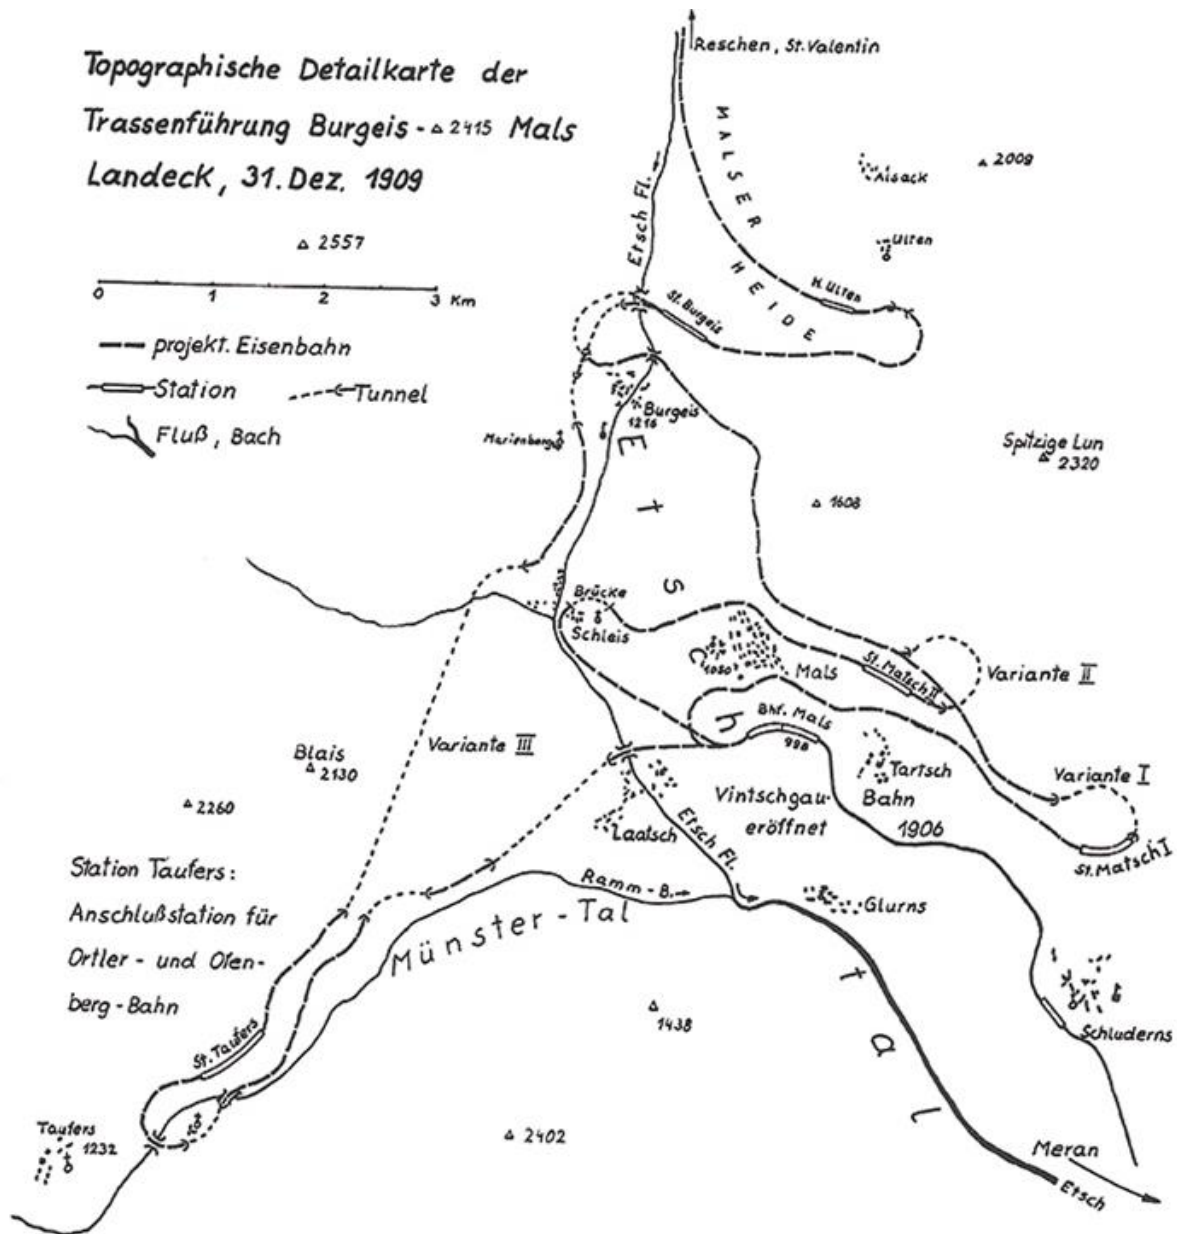 Topographische Detailkarte der
Trassenführung Burgeis - △ 2415 Mals
Landeck, 31. Dez. 1909
△ 2557
0 1 2 3 Km
projekt. Eisenbahn
Station
Tunnel
Fluß, Bach
Reschen, St. Valentin
MALSER HEIDE
Alsack
△ 2009
Ulten
Etsch Fl.
H. Ulten
St. Burgeis
Burgeis
1216
Marienberg
Spitzige Lun
△ 2320
△ 1608
Brücke
Schleis
1050
Mals
St. Matsch II
Variante II
Bhf. Mals
998
Blais
△ 2130
Variante III
△ 2260
Tartsch
Variante I
Vintschgau-
Bahn
eröffnet
1906
St. Matsch I
Laatsch
Etsch Fl.
Station Taufers:
Anschlußstation für
Ortler- und Ofen-
berg-Bahn
Ramm-B.
Münster-Tal
Glurns
Etschtal
△ 1438
Schluderns
St. Taufers
Taufers
1232
△ 2402
Meran
Etsch